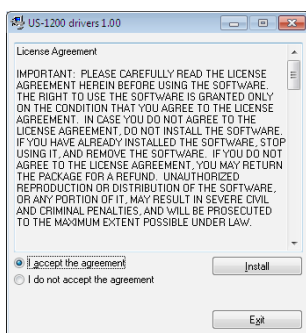 US-1200 drivers 1.00
License Agreement
IMPORTANT: PLEASE CAREFULLY READ THE LICENSE
AGREEMENT HEREIN BEFORE USING THE SOFTWARE.
THE RIGHT TO USE THE SOFTWARE IS GRANTED ONLY
ON THE CONDITION THAT YOU AGREE TO THE LICENSE
AGREEMENT. IN CASE YOU DO NOT AGREE TO THE
LICENSE AGREEMENT, DO NOT INSTALL THE SOFTWARE.
IF YOU HAVE ALREADY INSTALLED THE SOFTWARE, STOP
USING IT, AND REMOVE THE SOFTWARE. IF YOU DO NOT
AGREE TO THE LICENSE AGREEMENT, YOU MAY RETURN
THE PACKAGE FOR A REFUND. UNAUTHORIZED
REPRODUCTION OR DISTRIBUTION OF THE SOFTWARE,
OR ANY PORTION OF IT, MAY RESULT IN SEVERE CIVIL
AND CRIMINAL PENALTIES, AND WILL BE PROSECUTED
TO THE MAXIMUM EXTENT POSSIBLE UNDER LAW.
I accept the agreement
Install
I do not accept the agreement
Exit